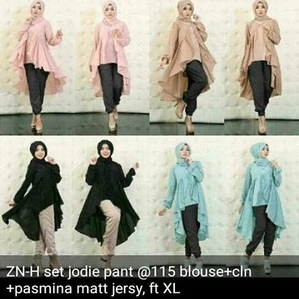 ZN-H set jodie pant @115 blouse+cln
+pasmina matt jersy, ft XL